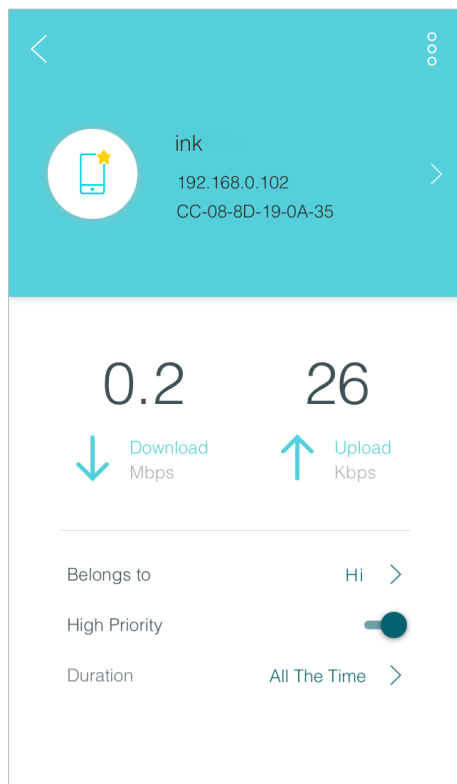 ink
192.168.0.102
CC-08-8D-19-0A-35
0.2 26
Download Upload
Mbps Kbps
Belongs to Hi
High Priority
Duration All The Time